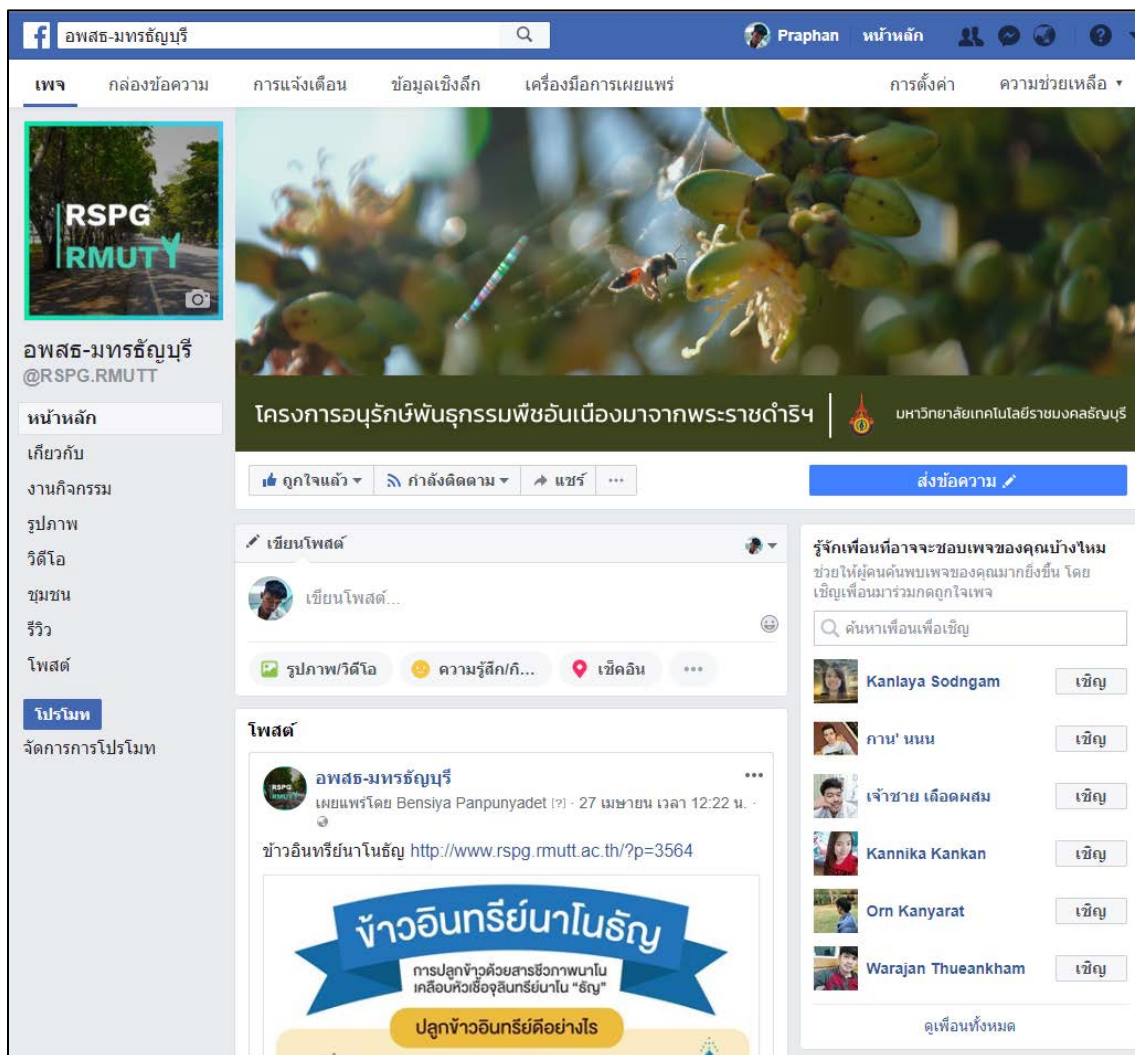 อพสธ-มทรธัญบุรี
Praphan หน้าหลัก
เพจ กล่องข้อความ การแจ้งเตือน ข้อมูลเชิงลึก เครื่องมือการเผยแพร่ การตั้งค่า ความช่วยเหลือ
RSPG
RMUTT
อพสธ-มทรธัญบุรี
@RSPG.RMUTT
หน้าหลัก
เกี่ยวกับ
งานกิจกรรม
รูปภาพ
วิดีโอ
ชุมชน
รีวิว
โพสต์
โปรโมท
จัดการการโปรโมท
โครงการอนุรักษ์พันธุกรรมพืชอันเนื่องมาจากพระราชดำริฯ มหาวิทยาลัยเทคโนโลยีราชมงคลธัญบุรี
ถูกใจแล้ว กำลังติดตาม แชร์ ... ส่งข้อความ
เขียนโพสต์
เขียนโพสต์...
รูปภาพ/วิดีโอ ความรู้สึก/กิ... เช็คอิน ...
โพสต์
อพสธ-มทรธัญบุรี
เผยแพร่โดย Bensiya Panpunyadet [?] · 27 เมษายน เวลา 12:22 น. ·
ข้าวอินทรีย์นาโนธัญ http://www.rspg.rmutt.ac.th/?p=3564
ข้าวอินทรีย์นาโนธัญ
การปลูกข้าวด้วยสารชีวภาพนาโน
เคลือบหัวเชื้อจุลินทรีย์นาโน "ธัญ"
ปลูกข้าวอินทรีย์ดีอย่างไร
รู้จักเพื่อนที่อาจจะชอบเพจของคุณบ้างไหม
ช่วยให้ผู้คนค้นพบเพจของคุณมากยิ่งขึ้น โดย
เชิญเพื่อนมาร่วมกดถูกใจเพจ
ค้นหาเพื่อนเพื่อเชิญ
Kanlaya Sodngam เชิญ
กาน' นนน เชิญ
เจ้าชาย เลือดผสม เชิญ
Kannika Kankan เชิญ
Orn Kanyarat เชิญ
Warajan Thueankham เชิญ
ดูเพื่อนทั้งหมด